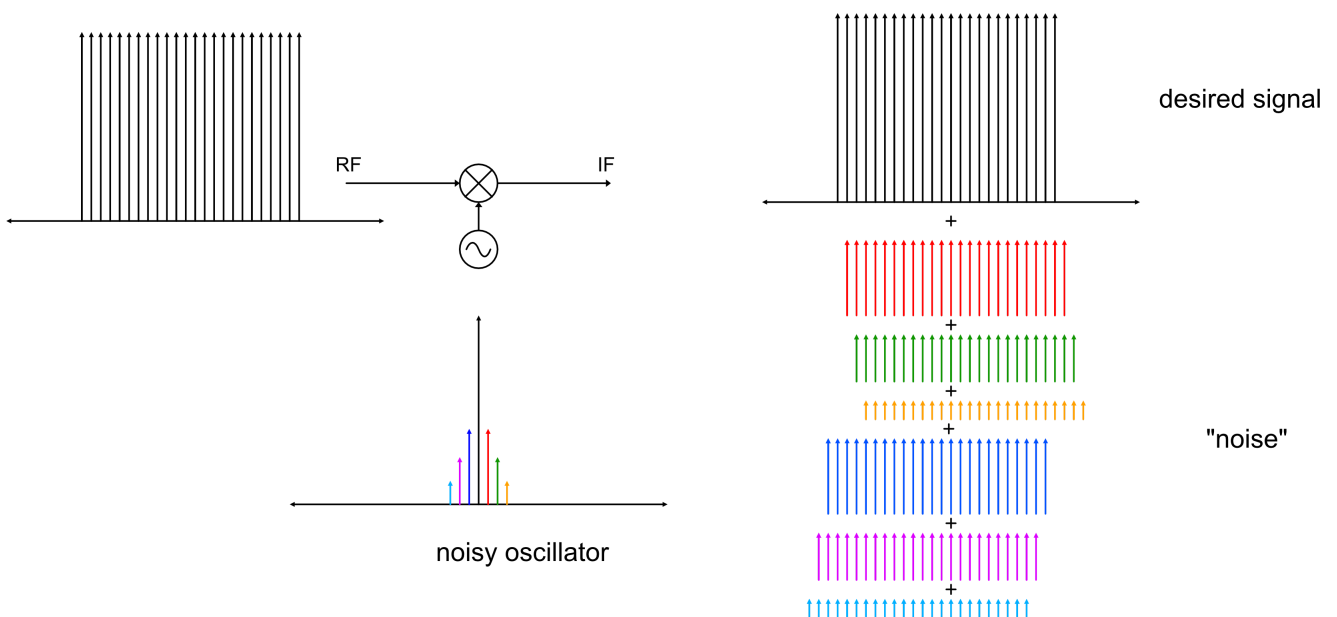 RF
IF
noisy oscillator
desired signal
+
+
+
+
+
+
"noise"